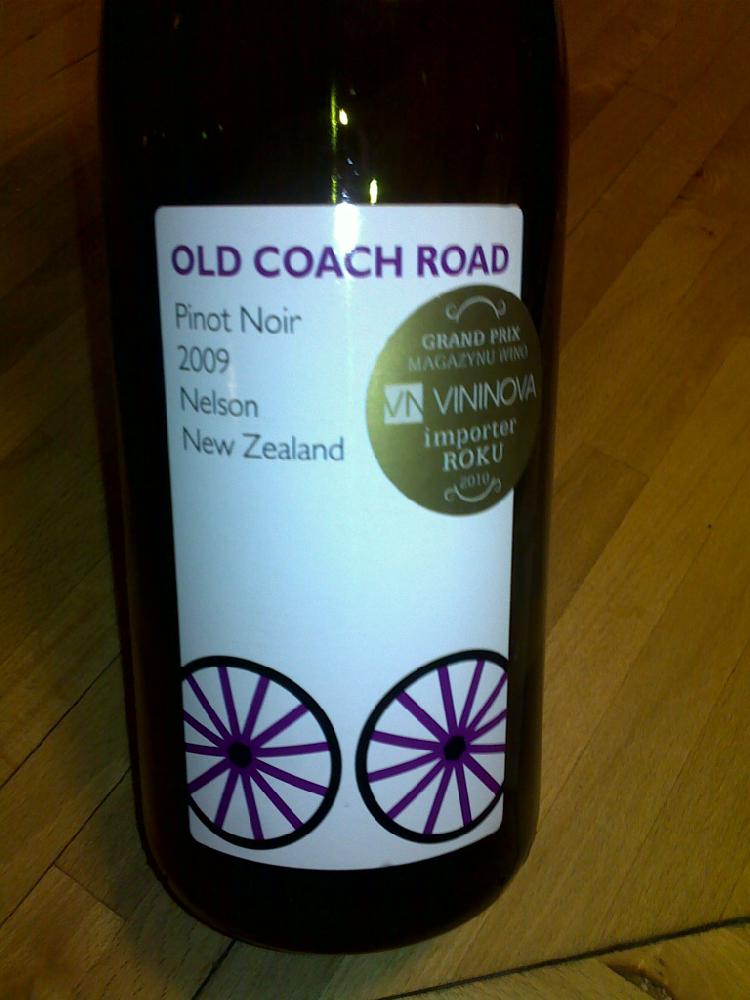 OLD COACH ROAD
Pinot Noir
2009
Nelson
New Zealand
GRAND PRIX
MAGAZYNU WINO
VN VININOVA
importer
ROKU
2010